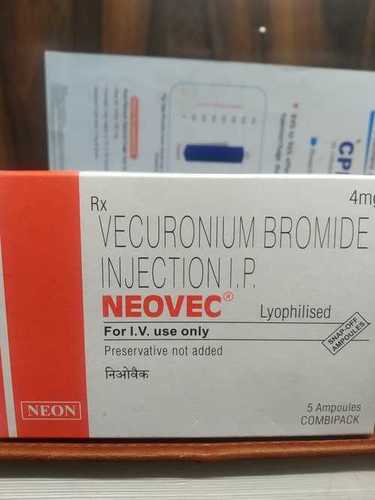 CP
Rx
4mg
VECURONIUM BROMIDE
INJECTION I.P.
NEOVEC®
Lyophilised
For I.V. use only
SNAP-OFF
AMPOULES
Preservative not added
निओवैक
NEON
5 Ampoules
COMBIPACK